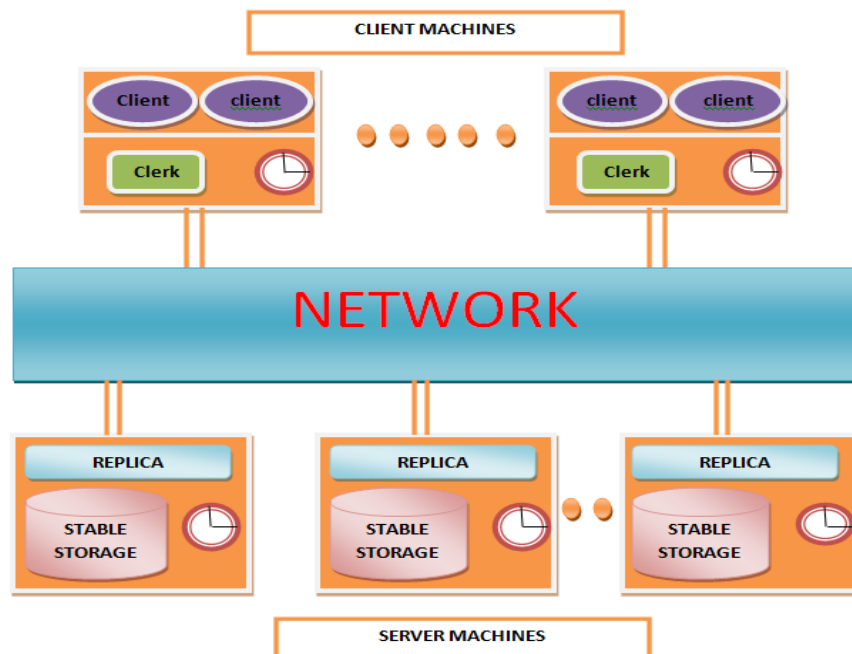 CLIENT MACHINES
Client client client client
Clerk Clerk
NETWORK
REPLICA REPLICA REPLICA
STABLE STABLE STABLE
STORAGE STORAGE STORAGE
SERVER MACHINES